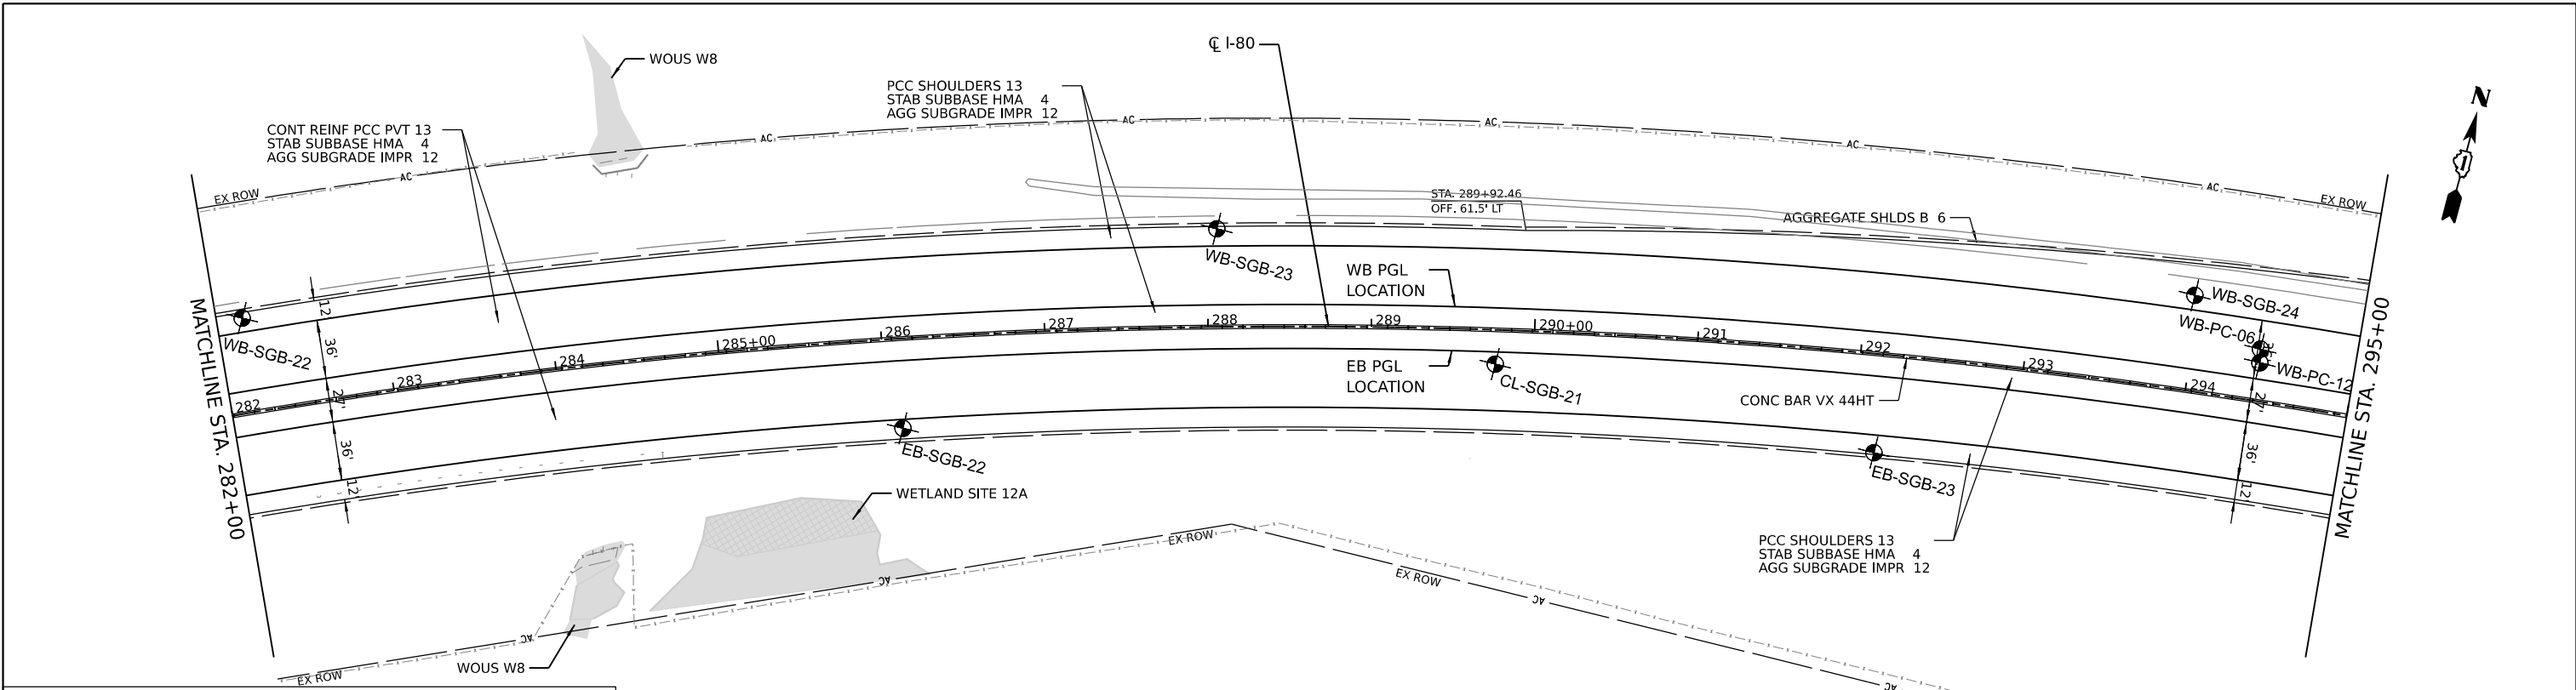 ℄ I-80
WOUS W8
PCC SHOULDERS 13
STAB SUBBASE HMA 4
AGG SUBGRADE IMPR 12
N
1
CONT REINF PCC PVT 13
STAB SUBBASE HMA 4
AGG SUBGRADE IMPR 12
AC
AC
AC
AC
AC
AC
EX ROW
EX ROW
STA. 289+92.46
OFF. 61.5' LT
AGGREGATE SHLDS B 6
WB-SGB-23
WB PGL
LOCATION
WB-SGB-24
WB-PC-06
WB-PC-12
MATCHLINE STA. 282+00
WB-SGB-22
12'
36'
27'
36'
12'
282
283
284
285+00
286
287
288
289
290+00
291
292
293
294
EB PGL
LOCATION
CL-SGB-21
CONC BAR VX 44HT
27'
36'
12'
MATCHLINE STA. 295+00
EB-SGB-22
EB-SGB-23
WETLAND SITE 12A
PCC SHOULDERS 13
STAB SUBBASE HMA 4
AGG SUBGRADE IMPR 12
EX ROW
EX ROW
AC
AC
AC
AC
WOUS W8
EX ROW